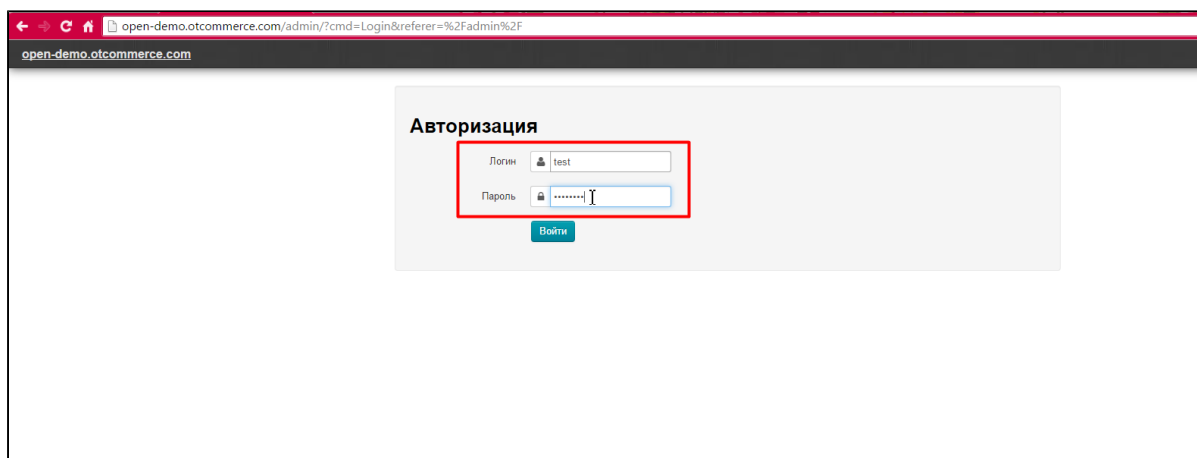 open-demo.otcommerce.com/admin/?cmd=Login&referer=%2Fadmin%2F
open-demo.otcommerce.com
Авторизация
Логин test
Пароль ••••••••
Войти